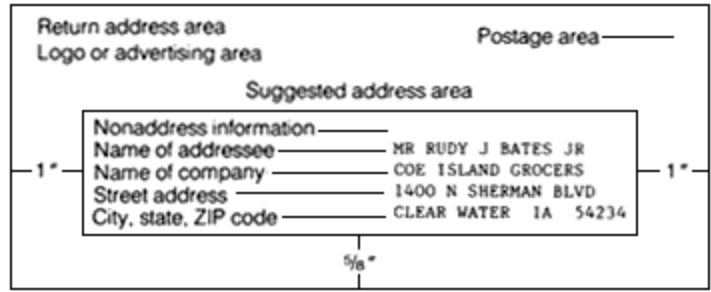 Return address area
Logo or advertising area
Postage area
Suggested address area
Nonaddress information
Name of addressee MR RUDY J BATES JR
Name of company COE ISLAND GROCERS
Street address 1400 N SHERMAN BLVD
City, state, ZIP code CLEAR WATER IA 54234
1" 1"
5/8"